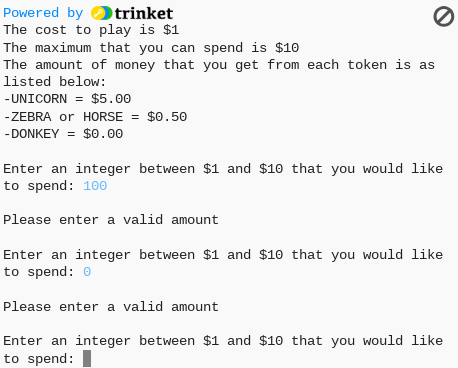 Powered by trinket
The cost to play is $1
The maximum that you can spend is $10
The amount of money that you get from each token is as
listed below:
-UNICORN = $5.00
-ZEBRA or HORSE = $0.50
-DONKEY = $0.00
Enter an integer between $1 and $10 that you would like
to spend: 100
Please enter a valid amount
Enter an integer between $1 and $10 that you would like
to spend: 0
Please enter a valid amount
Enter an integer between $1 and $10 that you would like
to spend: